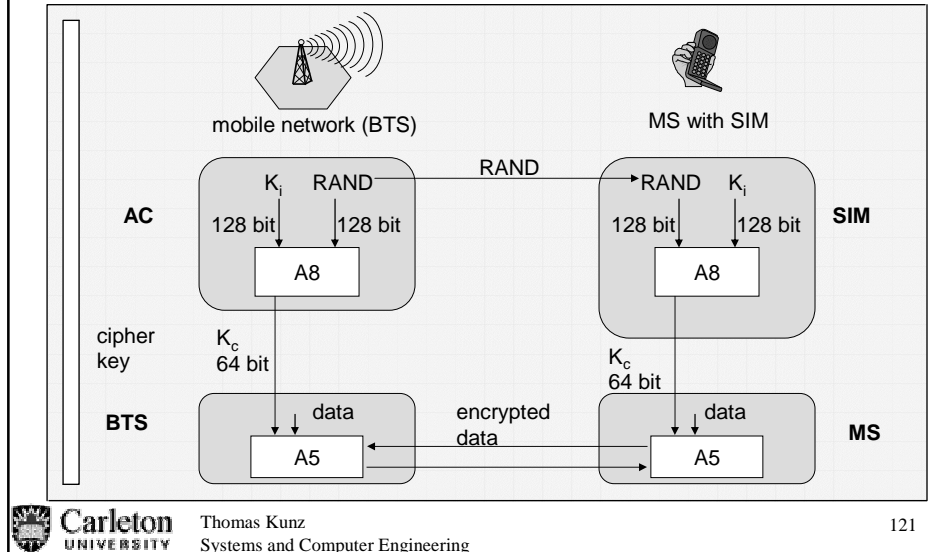 mobile network (BTS)
MS with SIM
RAND
AC
K_i RAND
RAND K_i
SIM
128 bit 128 bit
128 bit 128 bit
A8
A8
cipher
key
K_c
64 bit
K_c
64 bit
BTS
data
encrypted
data
data
MS
A5
A5
Carleton
UNIVERSITY
Thomas Kunz
Systems and Computer Engineering
121